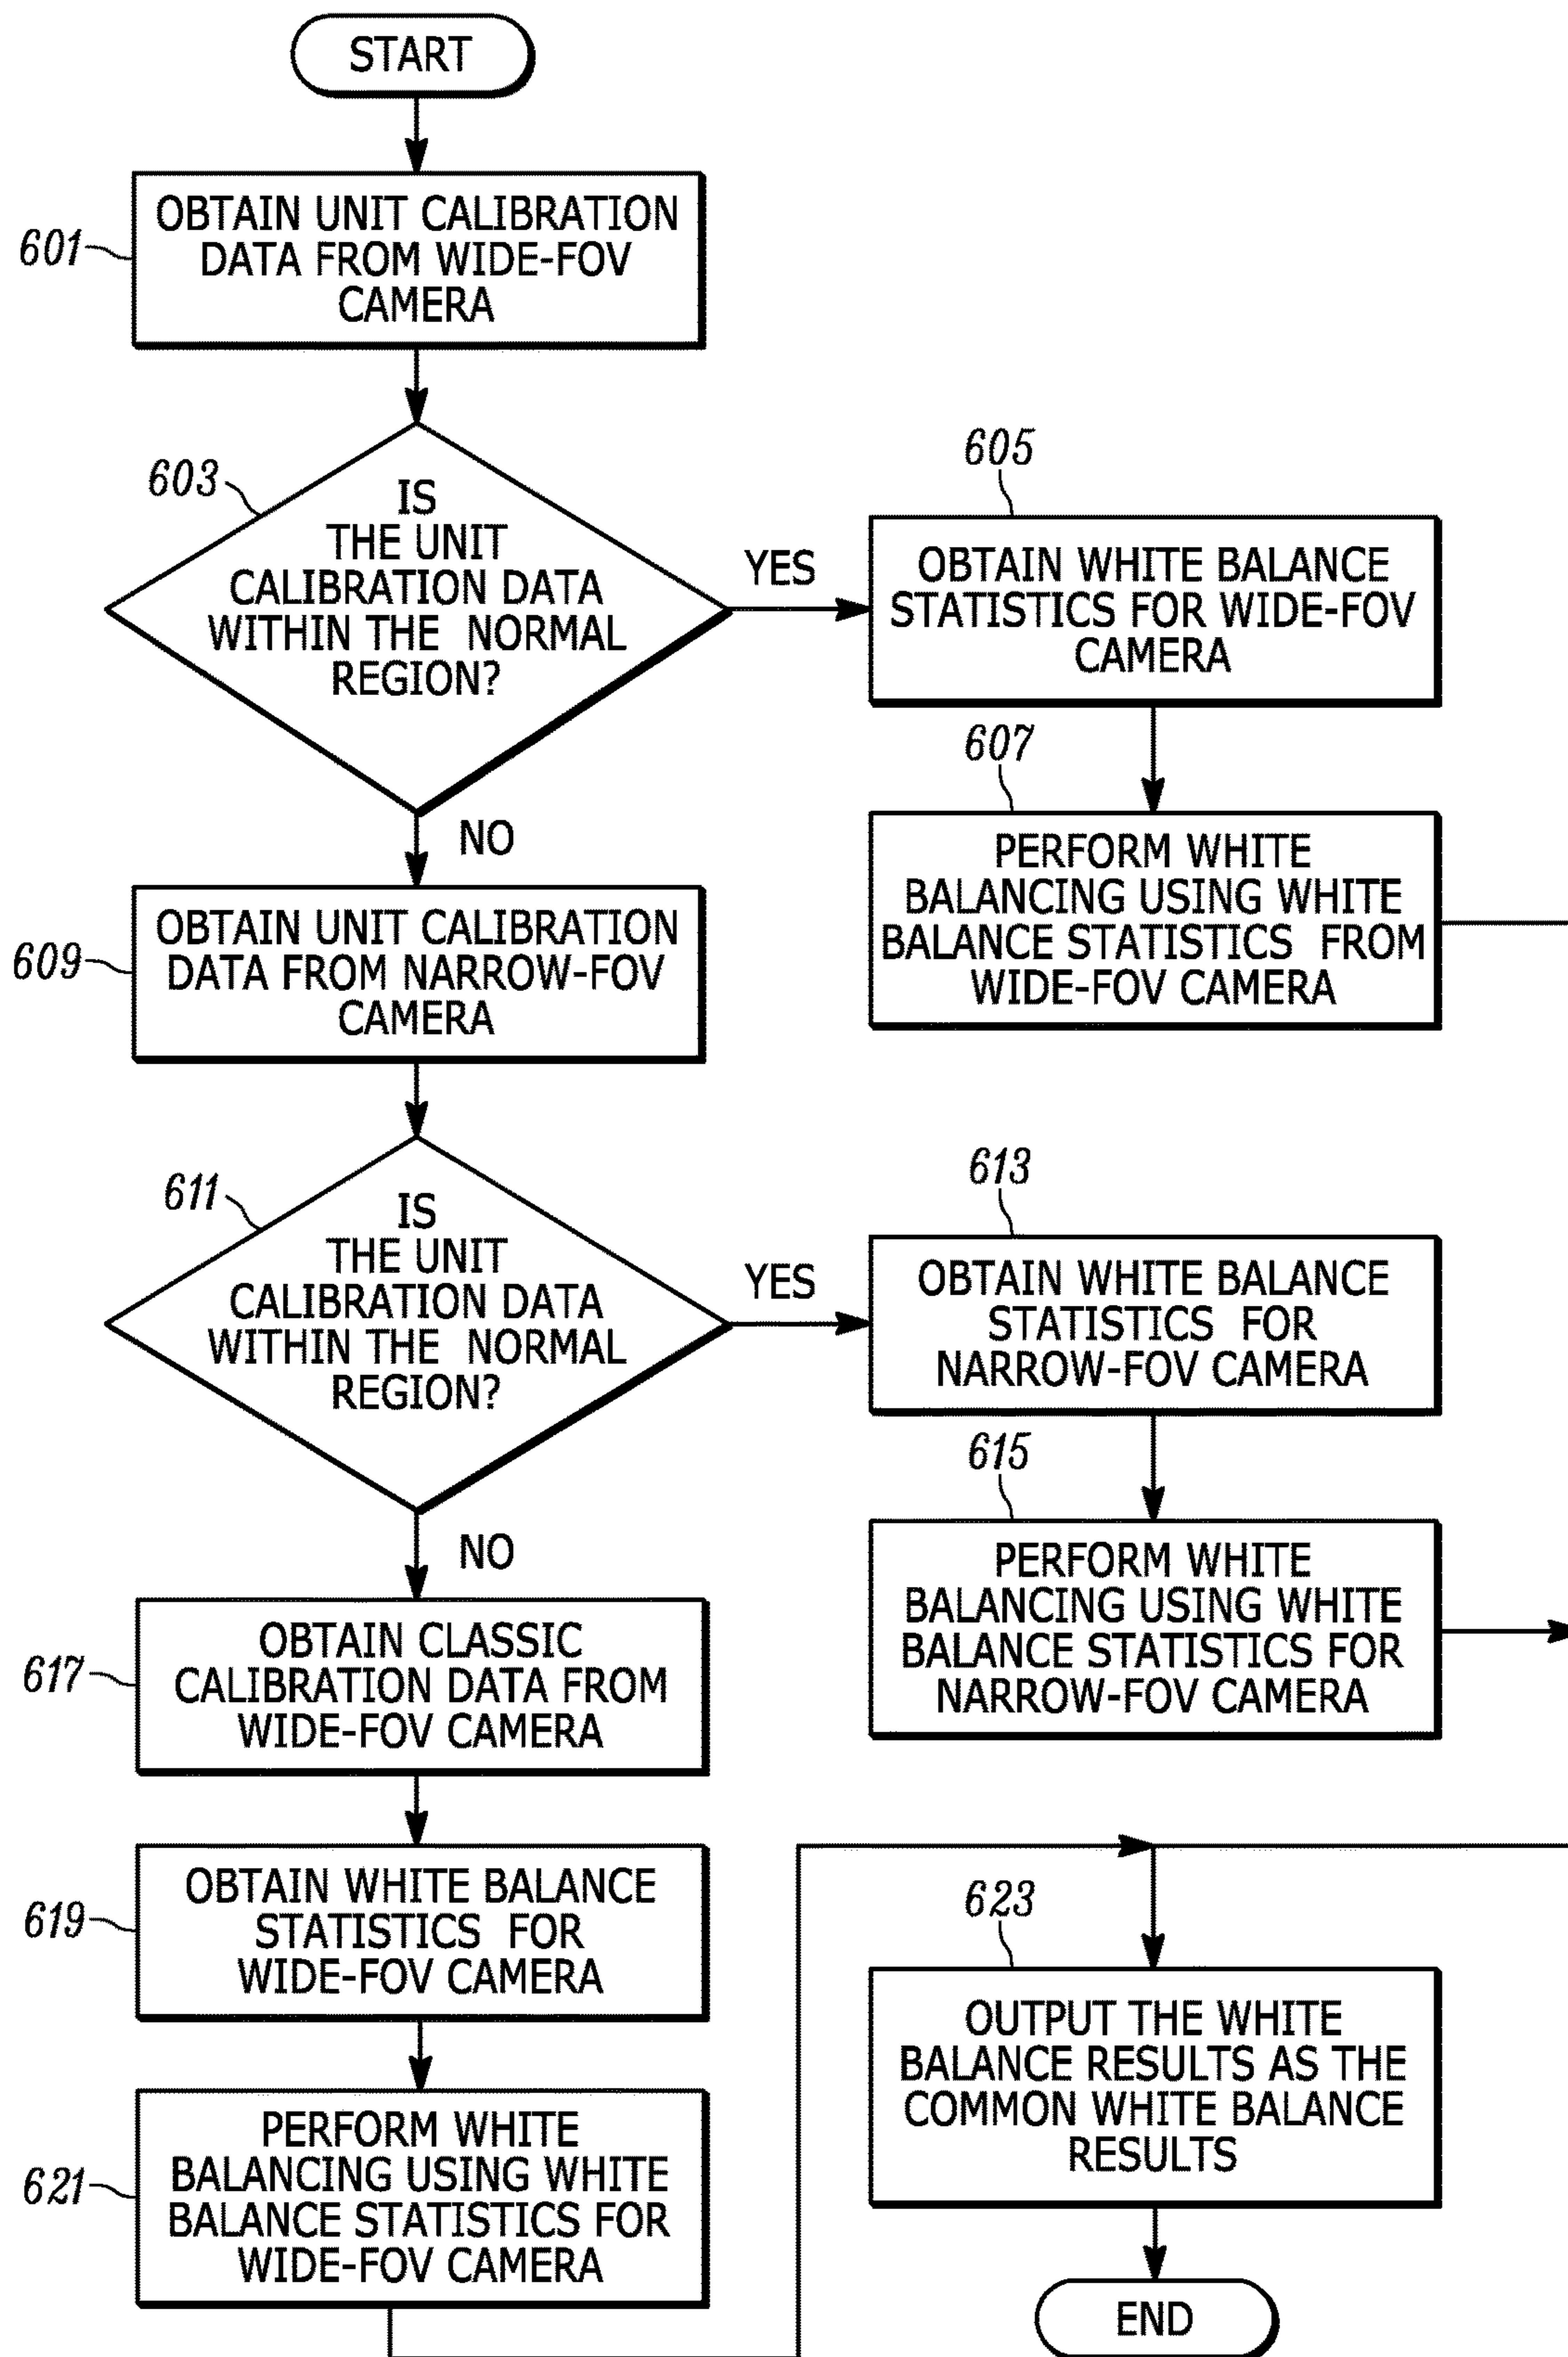 START
601
OBTAIN UNIT CALIBRATION
DATA FROM WIDE-FOV
CAMERA
603
IS
THE UNIT
CALIBRATION DATA
WITHIN THE NORMAL
REGION?
YES
605
OBTAIN WHITE BALANCE
STATISTICS FOR WIDE-FOV
CAMERA
607
PERFORM WHITE
BALANCING USING WHITE
BALANCE STATISTICS FROM
WIDE-FOV CAMERA
NO
609
OBTAIN UNIT CALIBRATION
DATA FROM NARROW-FOV
CAMERA
611
IS
THE UNIT
CALIBRATION DATA
WITHIN THE NORMAL
REGION?
YES
613
OBTAIN WHITE BALANCE
STATISTICS FOR
NARROW-FOV CAMERA
615
PERFORM WHITE
BALANCING USING WHITE
BALANCE STATISTICS FOR
NARROW-FOV CAMERA
NO
617
OBTAIN CLASSIC
CALIBRATION DATA FROM
WIDE-FOV CAMERA
619
OBTAIN WHITE BALANCE
STATISTICS FOR
WIDE-FOV CAMERA
621
PERFORM WHITE
BALANCING USING WHITE
BALANCE STATISTICS FOR
WIDE-FOV CAMERA
623
OUTPUT THE WHITE
BALANCE RESULTS AS THE
COMMON WHITE BALANCE
RESULTS
END